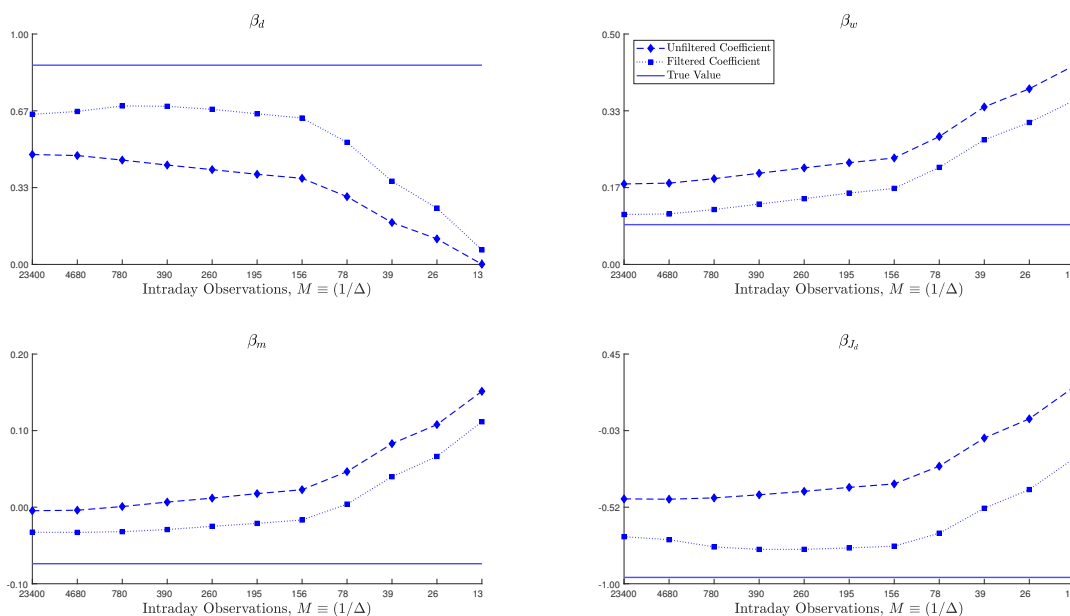 β_d
1.00
0.67
0.33
0.00
23400 4680 780 390 260 195 156 78 39 26 13
Intraday Observations, M ≡ (1/Δ)
β_w
0.50
0.33
0.17
0.00
Unfiltered Coefficient
Filtered Coefficient
True Value
23400 4680 780 390 260 195 156 78 39 26
Intraday Observations, M ≡ (1/Δ)
β_m
0.20
0.10
0.00
-0.10
23400 4680 780 390 260 195 156 78 39 26 13
Intraday Observations, M ≡ (1/Δ)
β_{J_d}
0.45
-0.03
-0.52
-1.00
23400 4680 780 390 260 195 156 78 39 26
Intraday Observations, M ≡ (1/Δ)